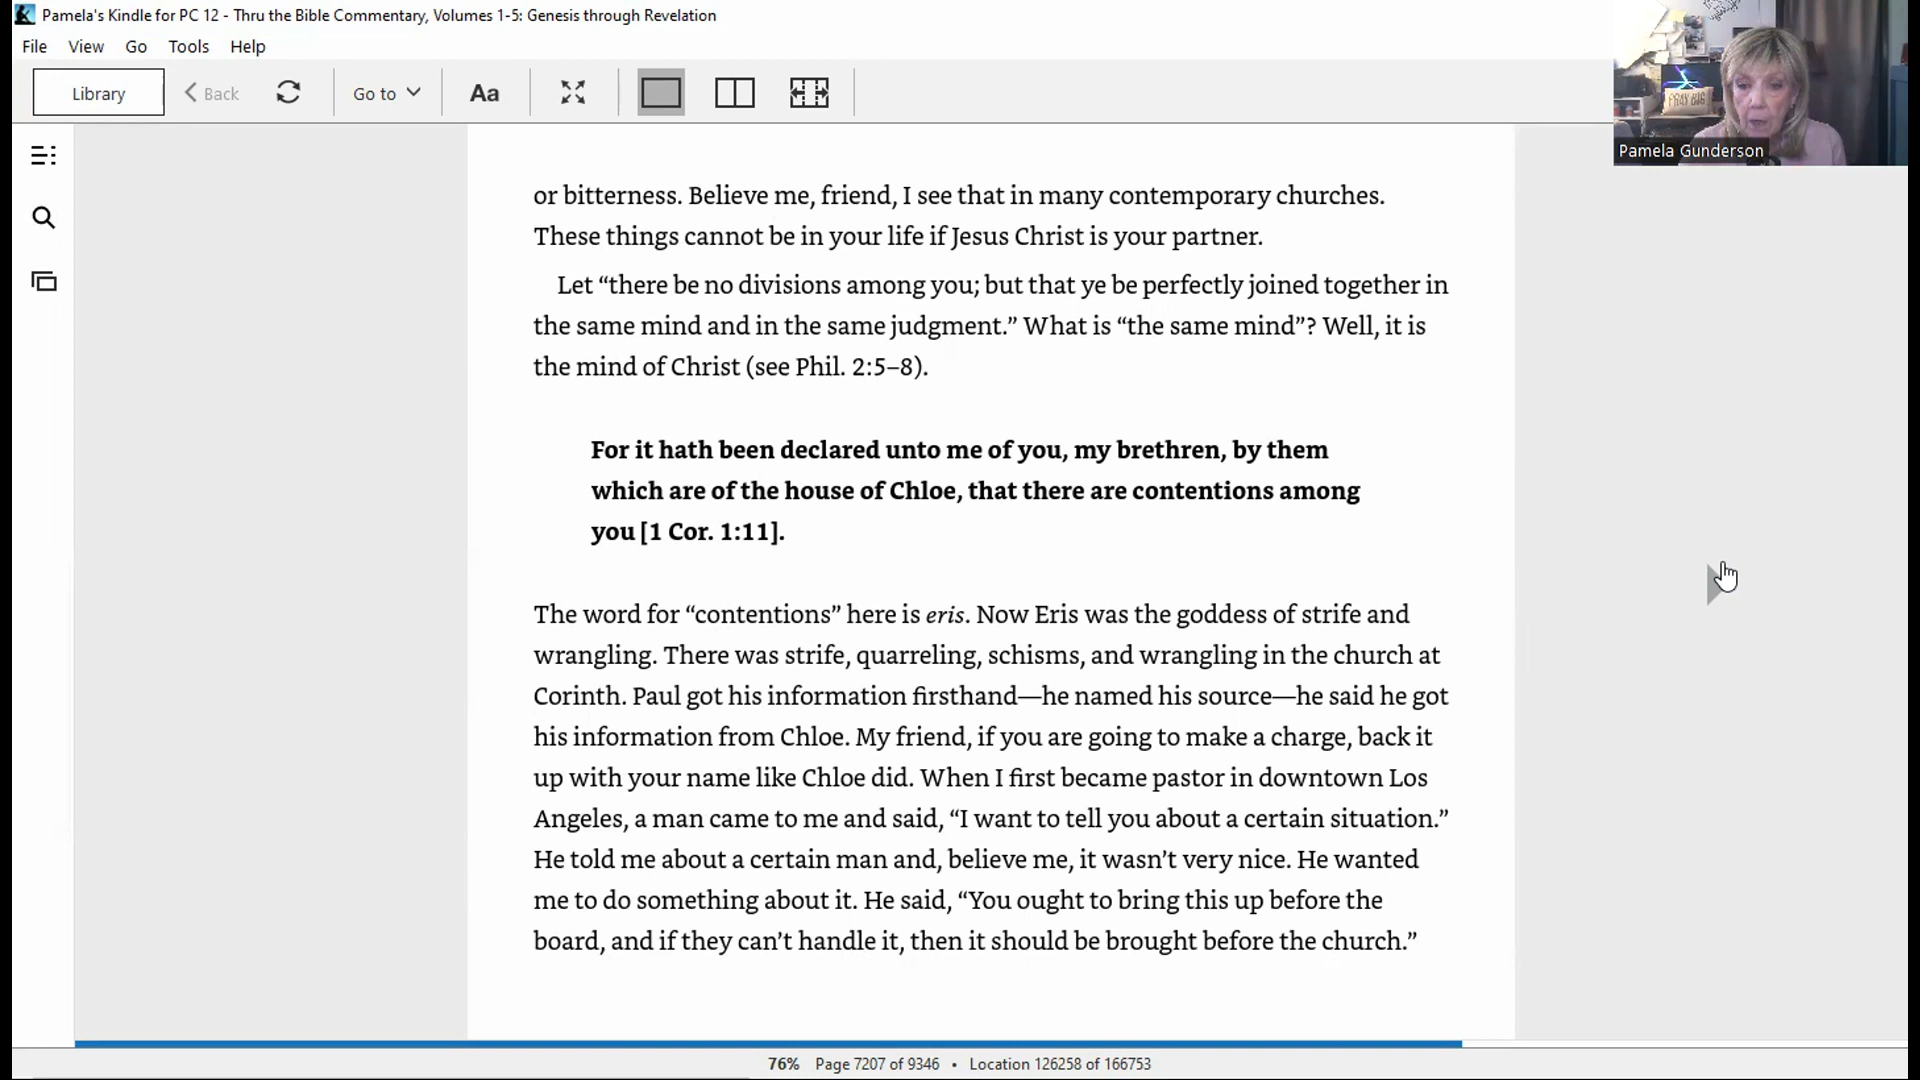 Pamela's Kindle for PC 12 - Thru the Bible Commentary, Volumes 1-5: Genesis through Revelation
File View Go Tools Help
Library Back Go to Aa
PRAY BIG
Pamela Gunderson
or bitterness. Believe me, friend, I see that in many contemporary churches.
These things cannot be in your life if Jesus Christ is your partner.
Let “there be no divisions among you; but that ye be perfectly joined together in
the same mind and in the same judgment.” What is “the same mind”? Well, it is
the mind of Christ (see Phil. 2:5–8).
For it hath been declared unto me of you, my brethren, by them
which are of the house of Chloe, that there are contentions among
you [1 Cor. 1:11].
The word for “contentions” here is eris. Now Eris was the goddess of strife and
wrangling. There was strife, quarreling, schisms, and wrangling in the church at
Corinth. Paul got his information firsthand—he named his source—he said he got
his information from Chloe. My friend, if you are going to make a charge, back it
up with your name like Chloe did. When I first became pastor in downtown Los
Angeles, a man came to me and said, “I want to tell you about a certain situation.”
He told me about a certain man and, believe me, it wasn’t very nice. He wanted
me to do something about it. He said, “You ought to bring this up before the
board, and if they can’t handle it, then it should be brought before the church.”
76% Page 7207 of 9346 • Location 126258 of 166753